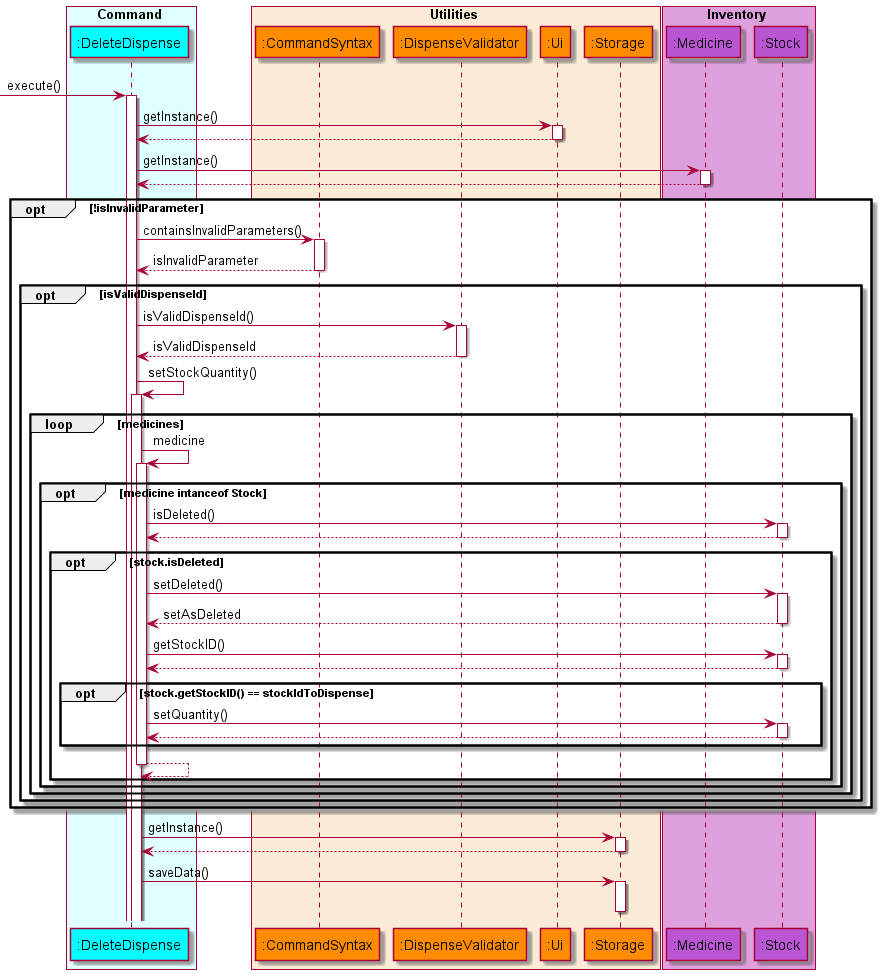 Command Utilities Inventory
:DeleteDispense :CommandSyntax :DispenseValidator :Ui :Storage :Medicine :Stock
execute()
getInstance()
getInstance()
opt [!isInvalidParameter]
containsInvalidParameters()
isInvalidParameter
opt [isValidDispenseId]
isValidDispenseId()
isValidDispenseId
setStockQuantity()
loop [medicines]
medicine
opt [medicine intanceof Stock]
isDeleted()
opt [stock.isDeleted]
setDeleted()
setAsDeleted
getStockID()
opt [stock.getStockID() == stockIdToDispense]
setQuantity()
getInstance()
saveData()
:DeleteDispense :CommandSyntax :DispenseValidator :Ui :Storage :Medicine :Stock